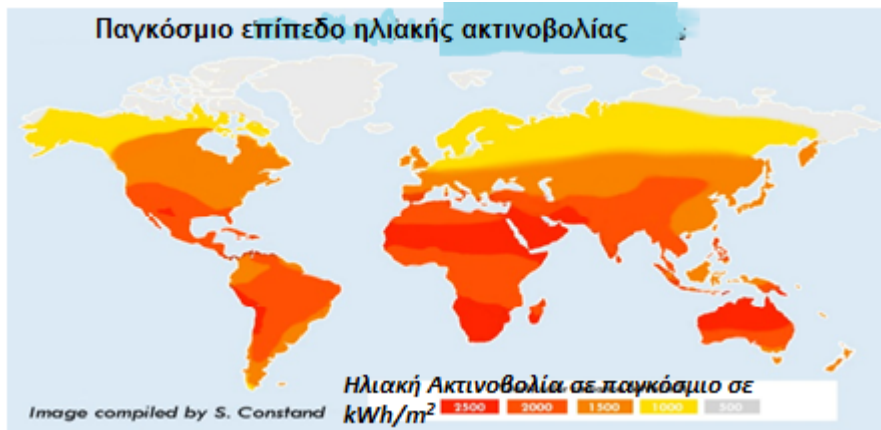 Παγκόσμιο επίπεδο ηλιακής ακτινοβολίας
Ηλιακή Ακτινοβολία σε παγκόσμιο σε
kWh/m²
2500 2000 1500 1000 500
Image compiled by S. Constand